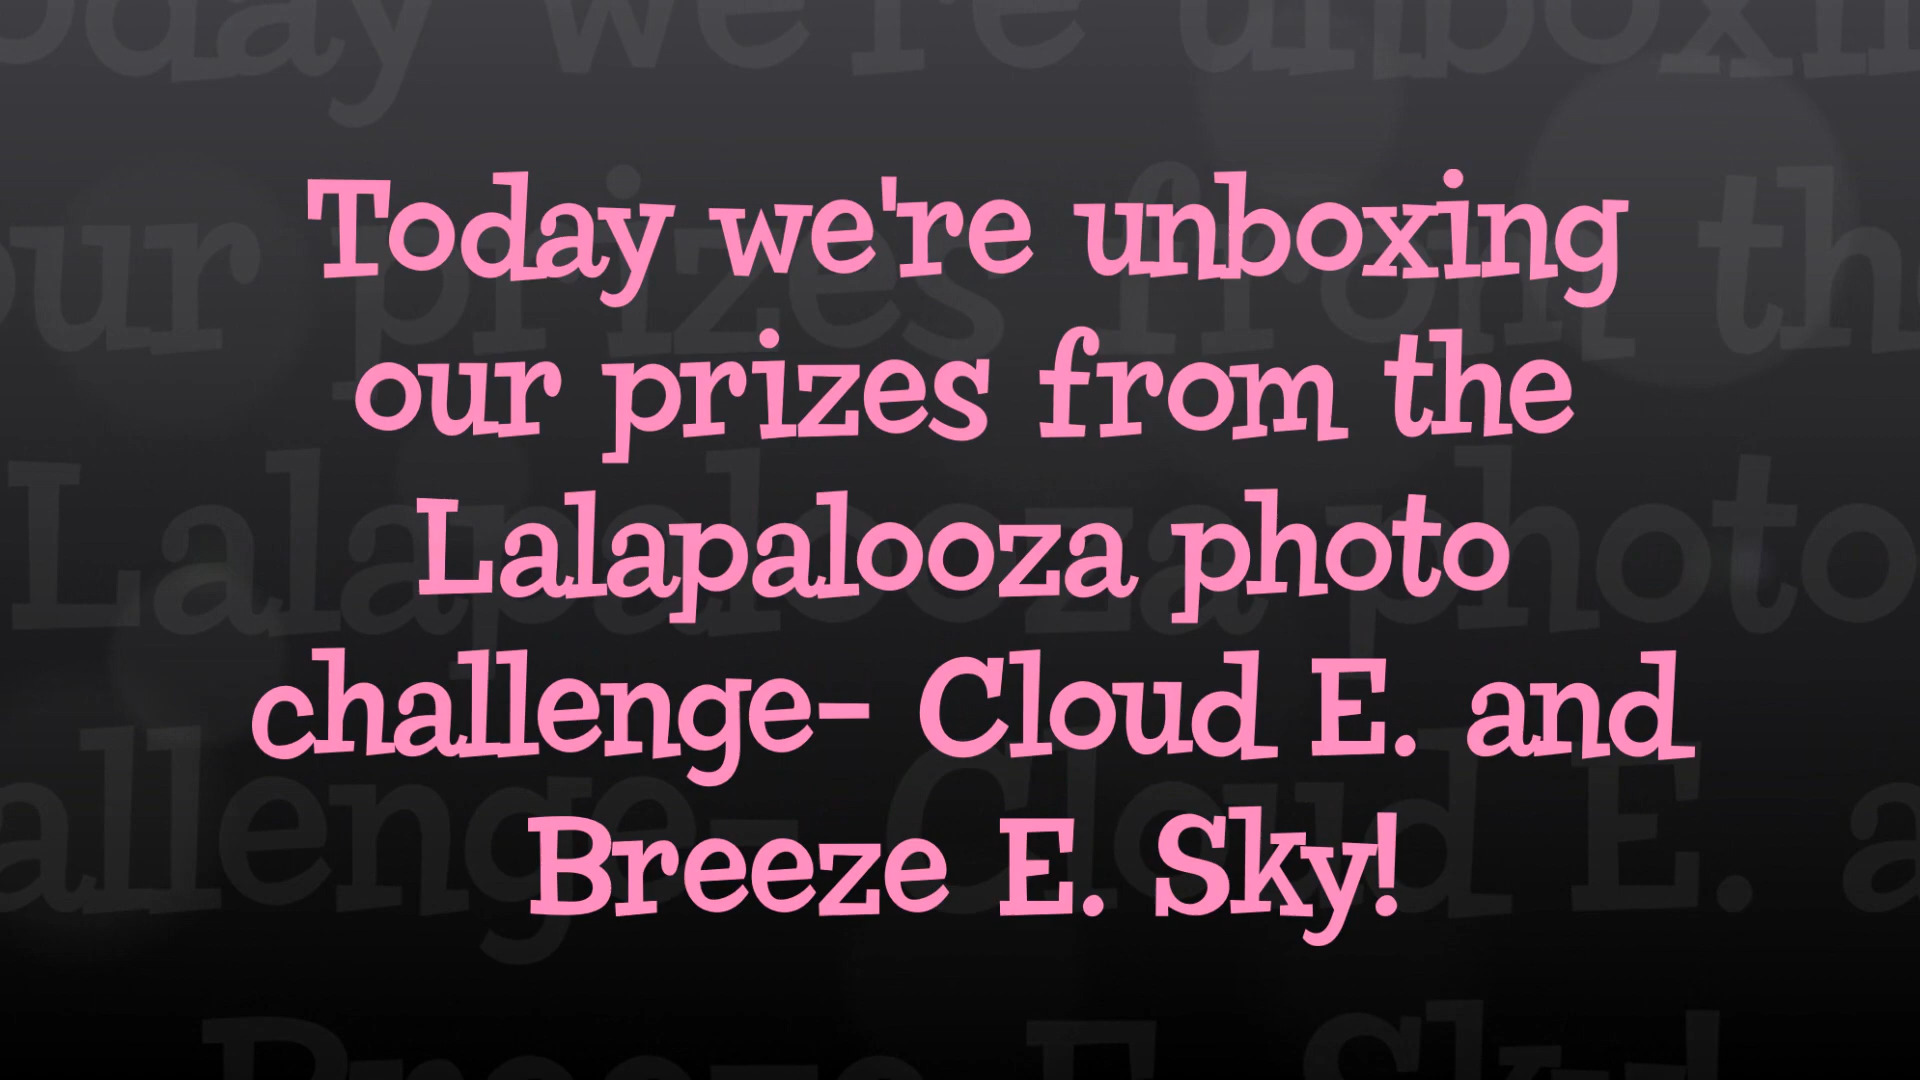 Today we're unboxing
our prizes from the
Lalapalooza photo
challenge- Cloud E. and
Breeze E. Sky!